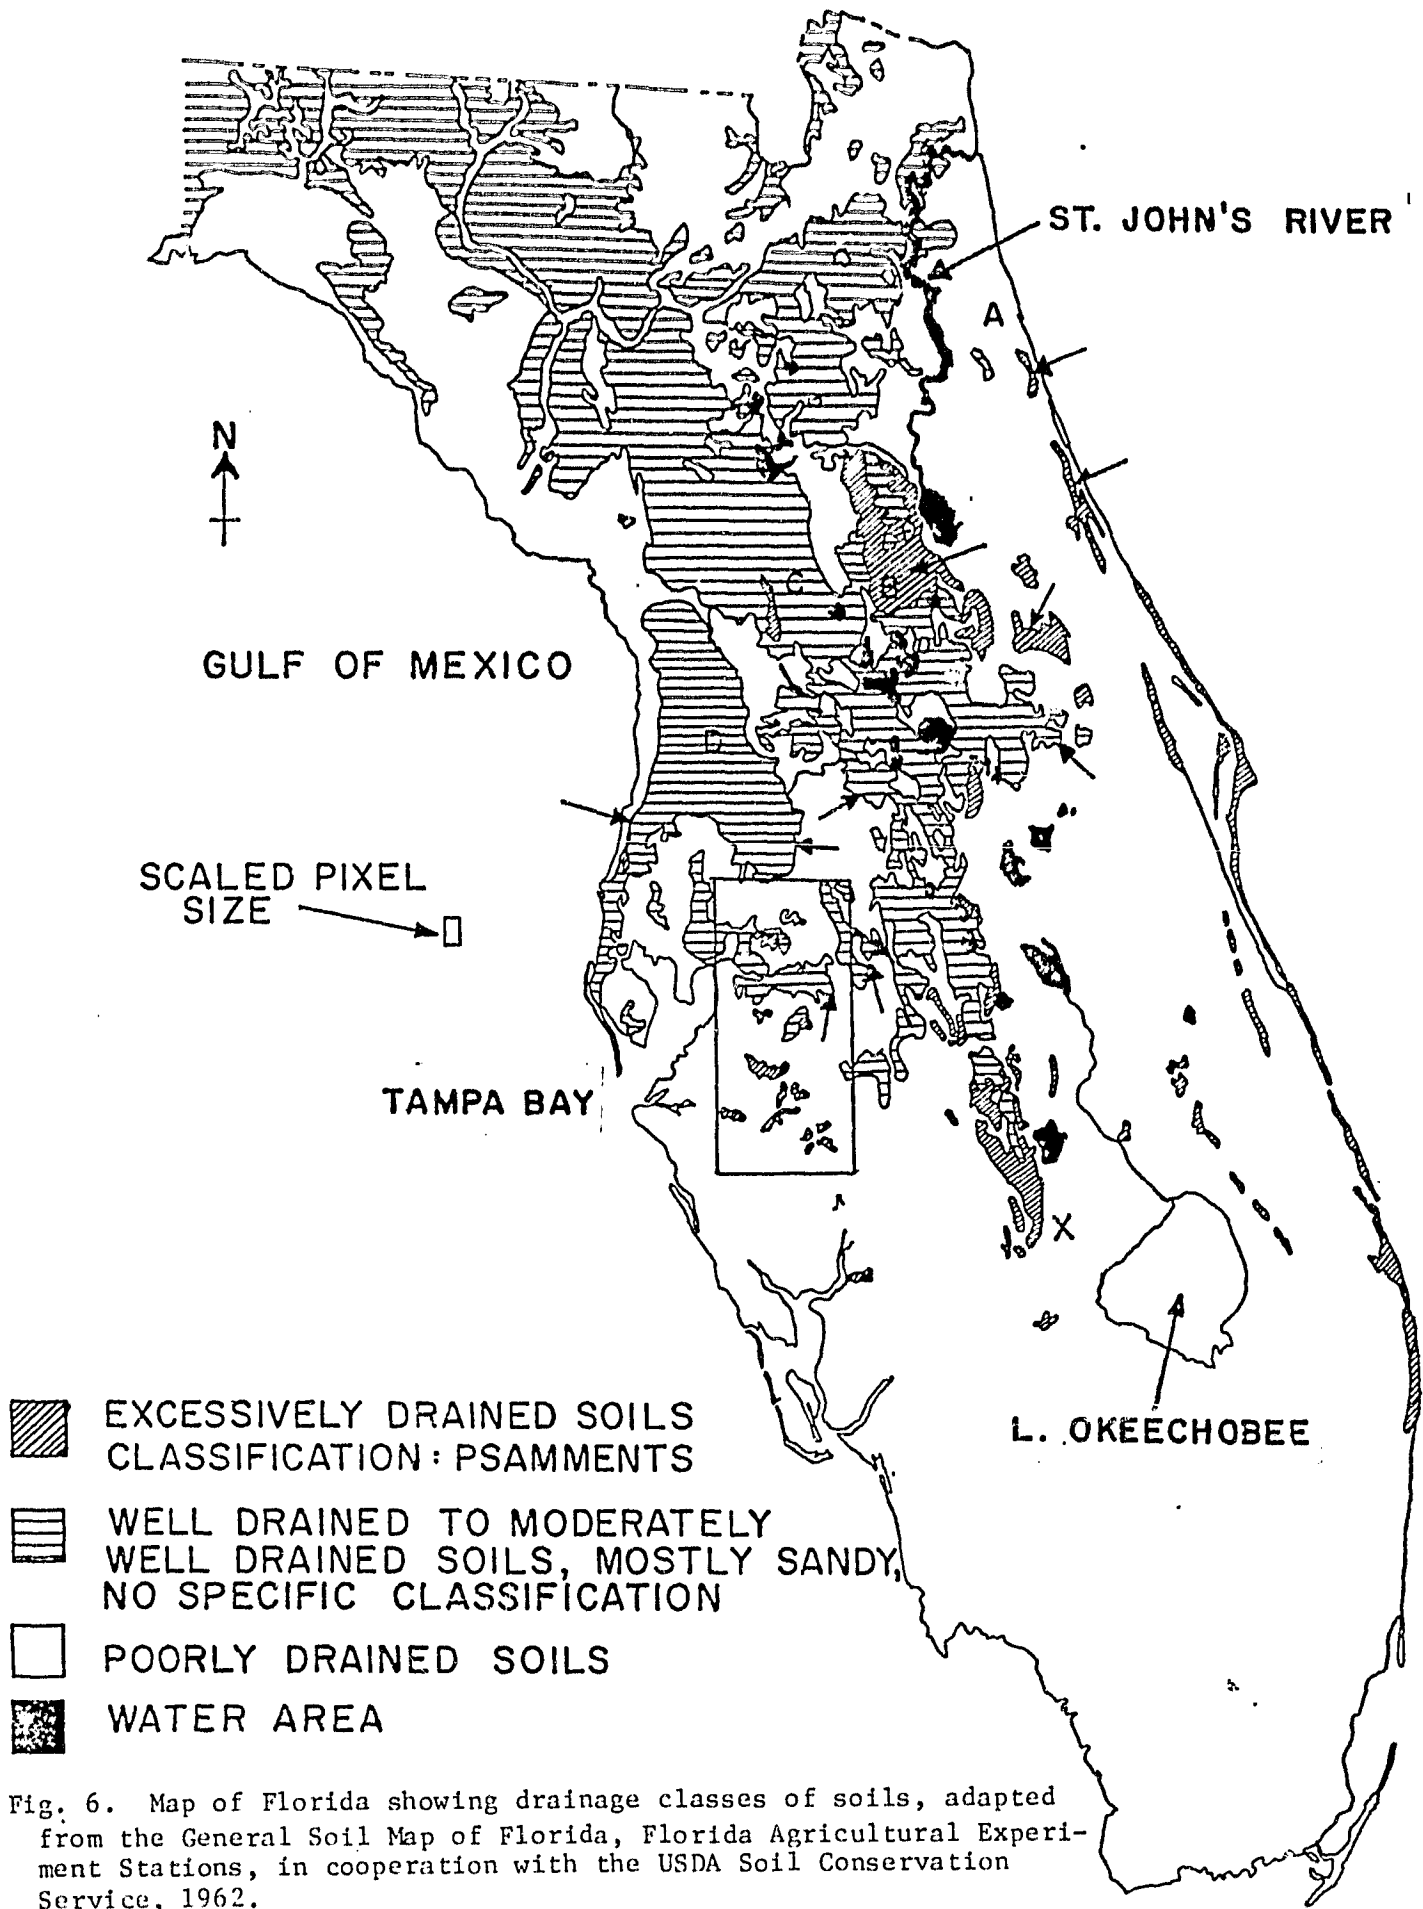 ST. JOHN'S RIVER
A
N
C
B
GULF OF MEXICO
D
SCALED PIXEL
SIZE
TAMPA BAY
X
L. OKEECHOBEE
EXCESSIVELY DRAINED SOILS
CLASSIFICATION: PSAMMENTS
WELL DRAINED TO MODERATELY
WELL DRAINED SOILS, MOSTLY SANDY,
NO SPECIFIC CLASSIFICATION
POORLY DRAINED SOILS
WATER AREA
Fig. 6. Map of Florida showing drainage classes of soils, adapted
from the General Soil Map of Florida, Florida Agricultural Experi-
ment Stations, in cooperation with the USDA Soil Conservation
Service, 1962.